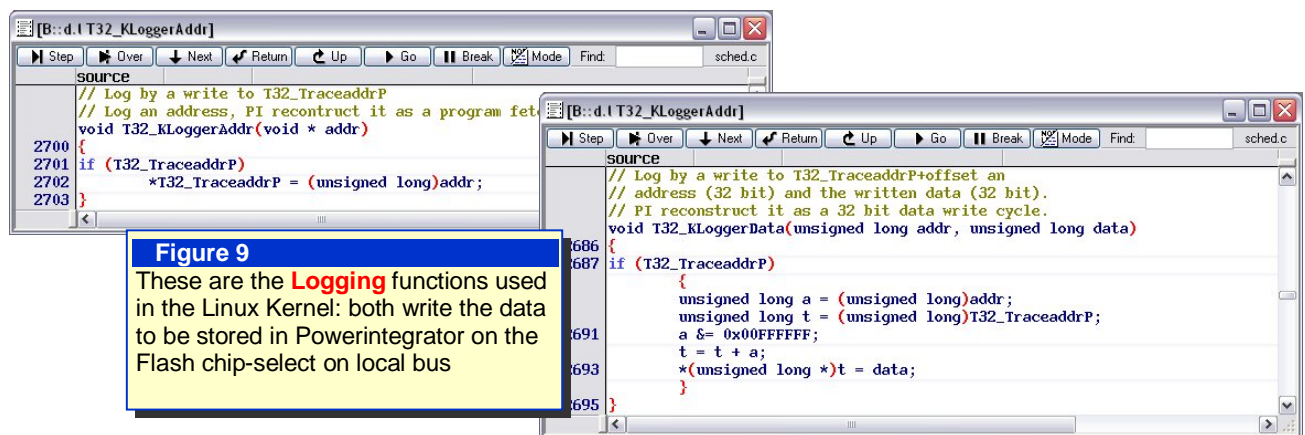 [B::d.l T32_KLoggerAddr]
Step Over Next Return Up Go Break Mode Find: sched.c
source
// Log by a write to T32_TraceaddrP
// Log an address, PI recontruct it as a program fet
void T32_KLoggerAddr(void * addr)
2700 {
2701 if (T32_TraceaddrP)
2702 *T32_TraceaddrP = (unsigned long)addr;
2703 }
[B::d.l T32_KLoggerAddr]
Step Over Next Return Up Go Break Mode Find: sched.c
source
// Log by a write to T32_TraceaddrP+offset an
// address (32 bit) and the written data (32 bit).
// PI reconstruct it as a 32 bit data write cycle.
void T32_KLoggerData(unsigned long addr, unsigned long data)
2686 {
2687 if (T32_TraceaddrP)
{
unsigned long a = (unsigned long)addr;
unsigned long t = (unsigned long)T32_TraceaddrP;
2691 a &= 0x00FFFFFF;
t = t + a;
2693 *(unsigned long *)t = data;
}
2695 }
Figure 9
These are the Logging functions used
in the Linux Kernel: both write the data
to be stored in Powerintegrator on the
Flash chip-select on local bus